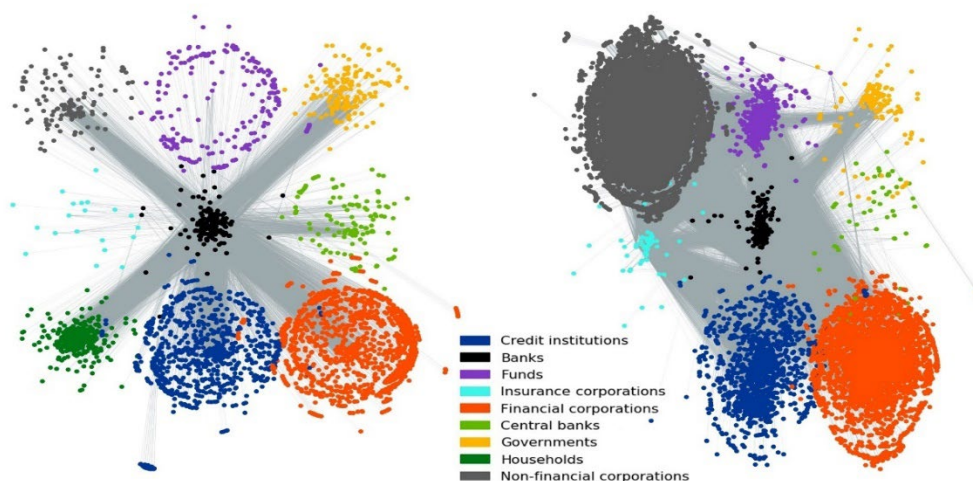 Credit institutions
Banks
Funds
Insurance corporations
Financial corporations
Central banks
Governments
Households
Non-financial corporations